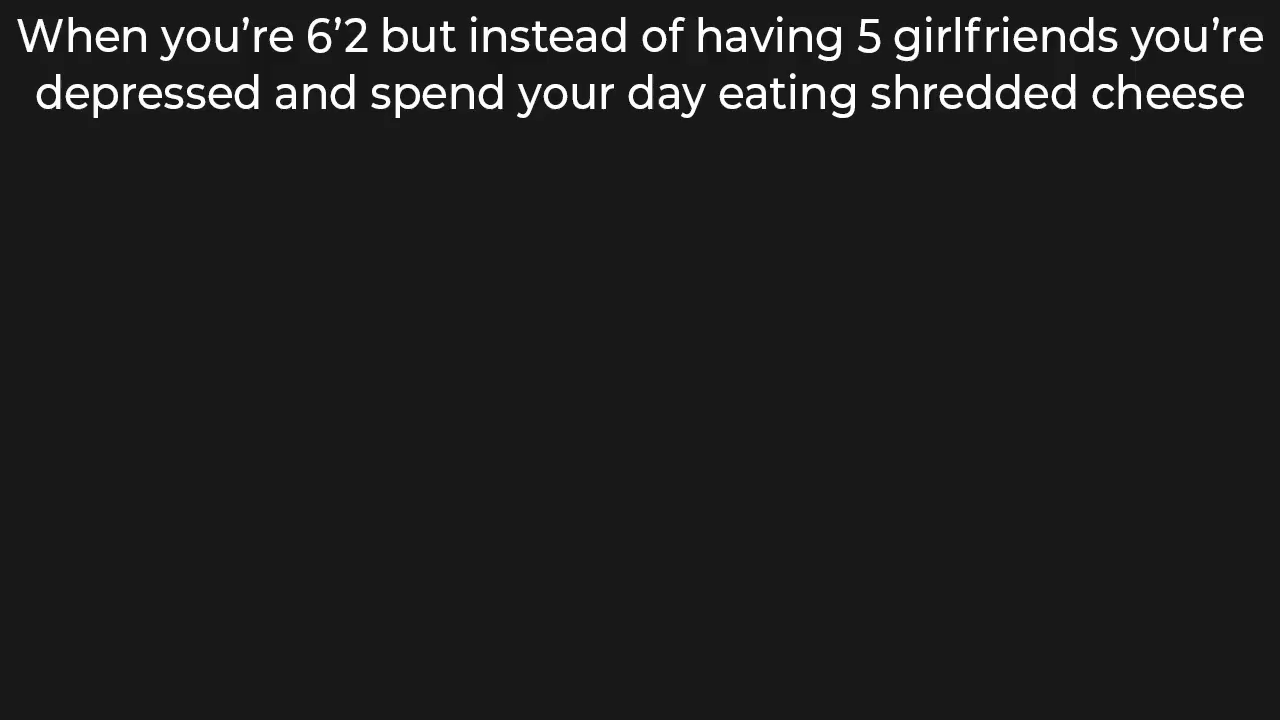 When you’re 6’2 but instead of having 5 girlfriends you’re
depressed and spend your day eating shredded cheese